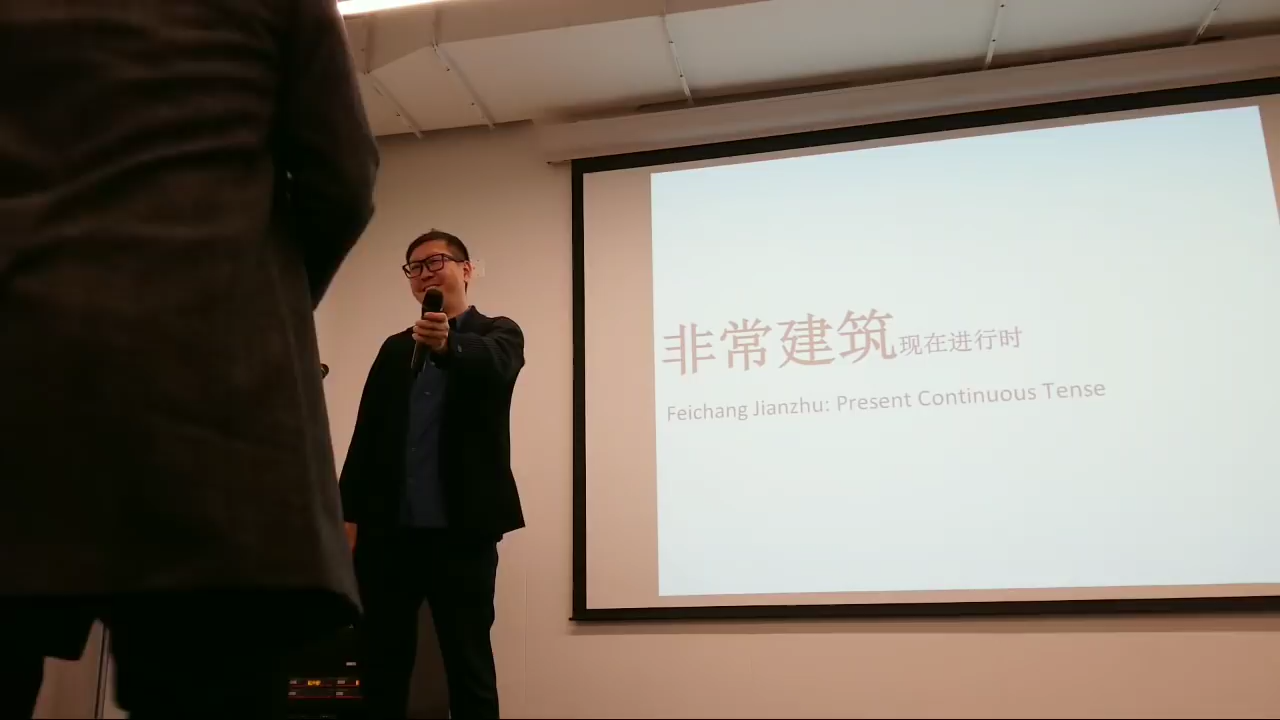 非常建筑现在进行时
Feichang Jianzhu: Present Continuous Tense